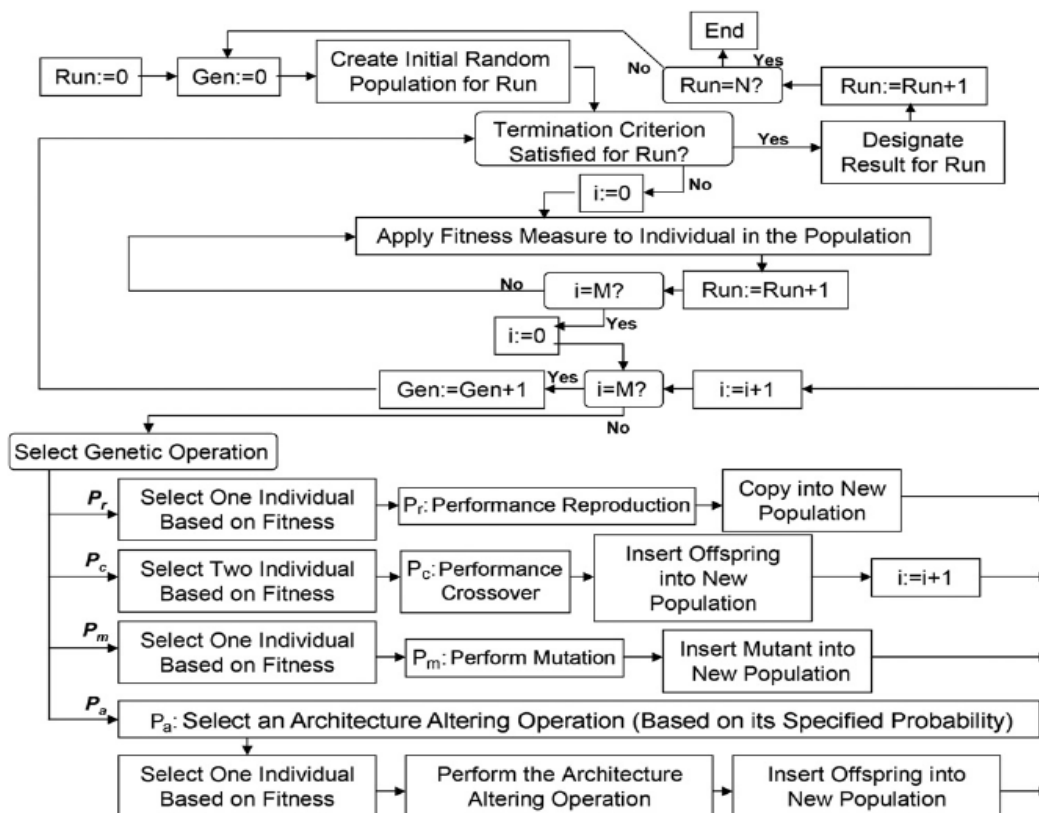 End
Run:=0
Gen:=0
Create Initial Random
Population for Run
No
Yes
Run=N?
Run:=Run+1
Termination Criterion
Satisfied for Run?
Yes
Designate
Result for Run
No
i:=0
Apply Fitness Measure to Individual in the Population
No
i=M?
Run:=Run+1
Yes
i:=0
Gen:=Gen+1
Yes
i=M?
i:=i+1
No
Select Genetic Operation
Pr
Select One Individual
Based on Fitness
Pr: Performance Reproduction
Copy into New
Population
Pc
Select Two Individual
Based on Fitness
Pc: Performance
Crossover
Insert Offspring
into New
Population
i:=i+1
Pm
Select One Individual
Based on Fitness
Pm: Perform Mutation
Insert Mutant into
New Population
Pa
Pa: Select an Architecture Altering Operation (Based on its Specified Probability)
Select One Individual
Based on Fitness
Perform the Architecture
Altering Operation
Insert Offspring into
New Population